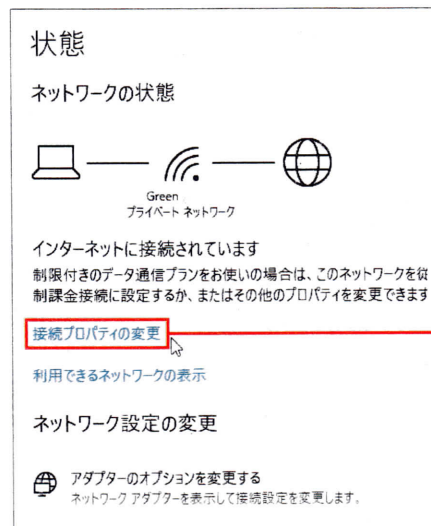 状態
ネットワークの状態
Green
プライベート ネットワーク
インターネットに接続されています
制限付きのデータ通信プランをお使いの場合は、このネットワークを従
制課金接続に設定するか、またはその他のプロパティを変更できます
接続プロパティの変更
利用できるネットワークの表示
ネットワーク設定の変更
アダプターのオプションを変更する
ネットワーク アダプターを表示して接続設定を変更します。